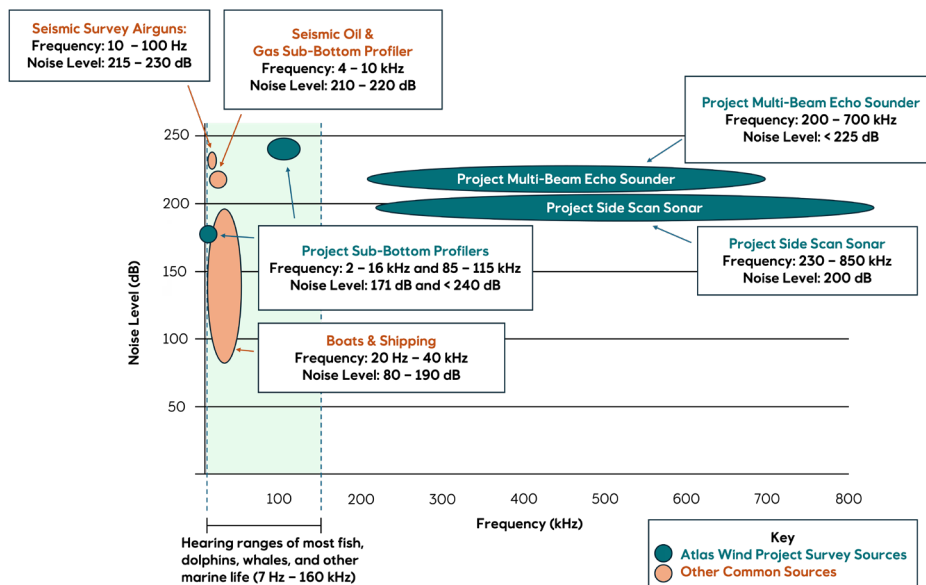 Seismic Survey Airguns:
Frequency: 10 – 100 Hz
Noise Level: 215 – 230 dB
Seismic Oil &
Gas Sub-Bottom Profiler
Frequency: 4 – 10 kHz
Noise Level: 210 – 220 dB
Project Multi-Beam Echo Sounder
Frequency: 200 – 700 kHz
Noise Level: < 225 dB
Project Multi-Beam Echo Sounder
Project Side Scan Sonar
Project Sub-Bottom Profilers
Frequency: 2 – 16 kHz and 85 – 115 kHz
Noise Level: 171 dB and < 240 dB
Project Side Scan Sonar
Frequency: 230 – 850 kHz
Noise Level: 200 dB
Boats & Shipping
Frequency: 20 Hz – 40 kHz
Noise Level: 80 – 190 dB
Noise Level (dB)
250
200
150
100
50
100 200 300 400 500 600 700 800
Frequency (kHz)
Hearing ranges of most fish,
dolphins, whales, and other
marine life (7 Hz – 160 kHz)
Key
Atlas Wind Project Survey Sources
Other Common Sources